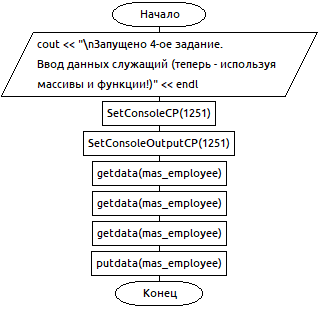 Начало
cout << "\nЗапущено 4-ое задание.
Ввод данных служащий (теперь - используя
массивы и функции!)" << endl
SetConsoleCP(1251)
SetConsoleOutputCP(1251)
getdata(mas_employee)
getdata(mas_employee)
getdata(mas_employee)
putdata(mas_employee)
Конец